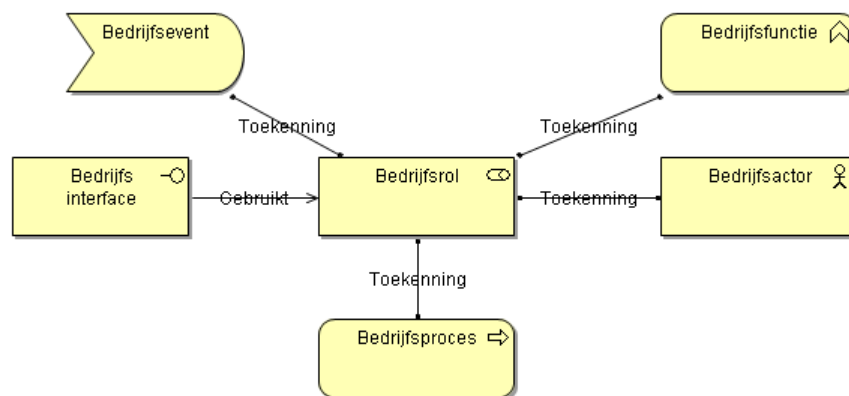 Bedrijfsevent
Bedrijfsfunctie
Toekenning
Toekenning
Bedrijfs
interface
Gebruikt
Bedrijfsrol
Toekenning
Bedrijfsactor
Toekenning
Bedrijfsproces